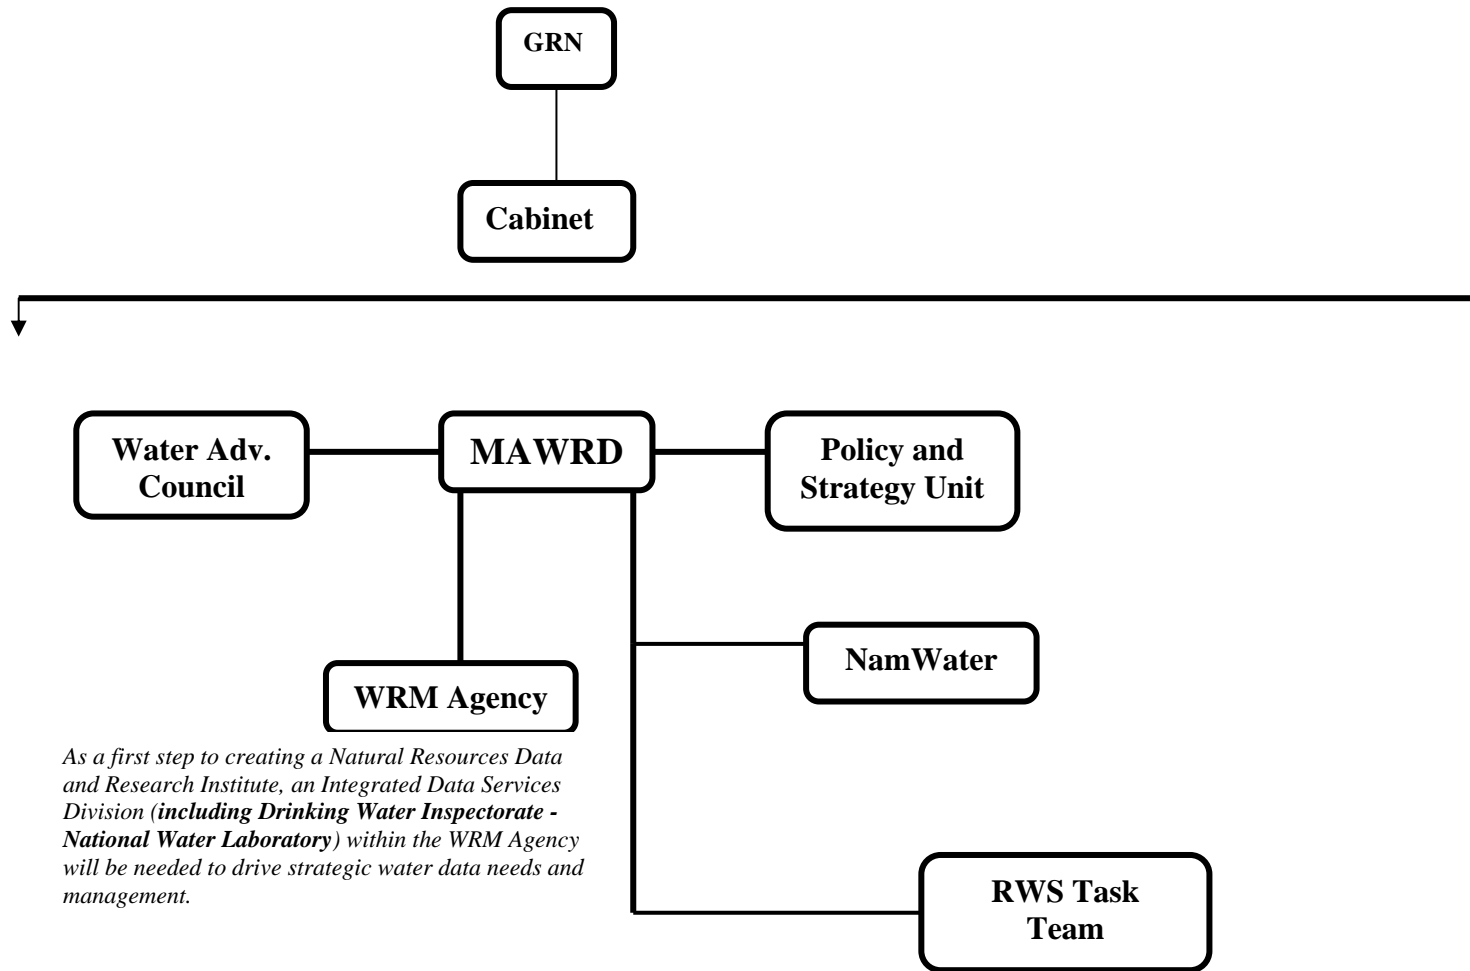 GRN
Cabinet
Water Adv.
Council
MAWRD
Policy and
Strategy Unit
NamWater
WRM Agency
As a first step to creating a Natural Resources Data
and Research Institute, an Integrated Data Services
Division (including Drinking Water Inspectorate -
National Water Laboratory) within the WRM Agency
will be needed to drive strategic water data needs and
management.
RWS Task
Team